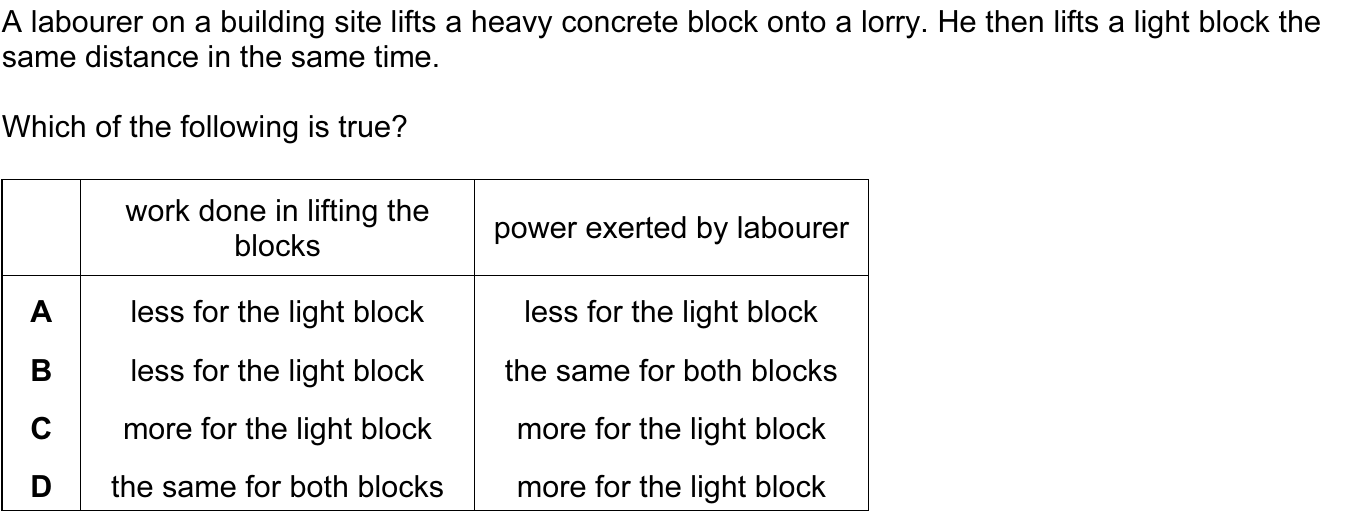 A labourer on a building site lifts a heavy concrete block onto a lorry. He then lifts a light block the
same distance in the same time.
Which of the following is true?
work done in lifting the
blocks
power exerted by labourer
A less for the light block less for the light block
B less for the light block the same for both blocks
C more for the light block more for the light block
D the same for both blocks more for the light block